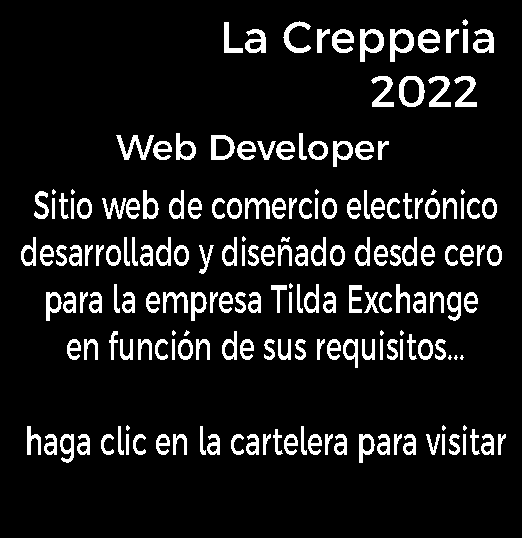 La Crepperia
2022
Web Developer
Sitio web de comercio electrónico
desarrollado y diseñado desde cero
para la empresa Tilda Exchange
en función de sus requisitos...
haga clic en la cartelera para visitar